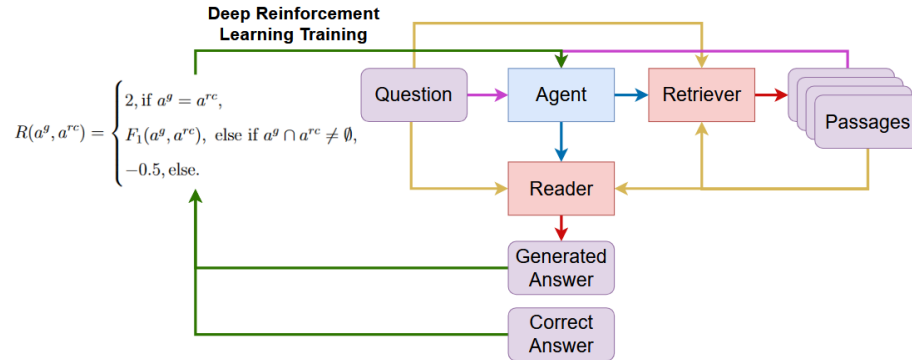 Deep Reinforcement
Learning Training
Question
Agent
Retriever
Passages
R(a^g, a^{rc}) = { 2, if a^g = a^{rc},
F_1(a^g, a^{rc}), else if a^g ∩ a^{rc} ≠ ∅,
−0.5, else.
Reader
Generated
Answer
Correct
Answer